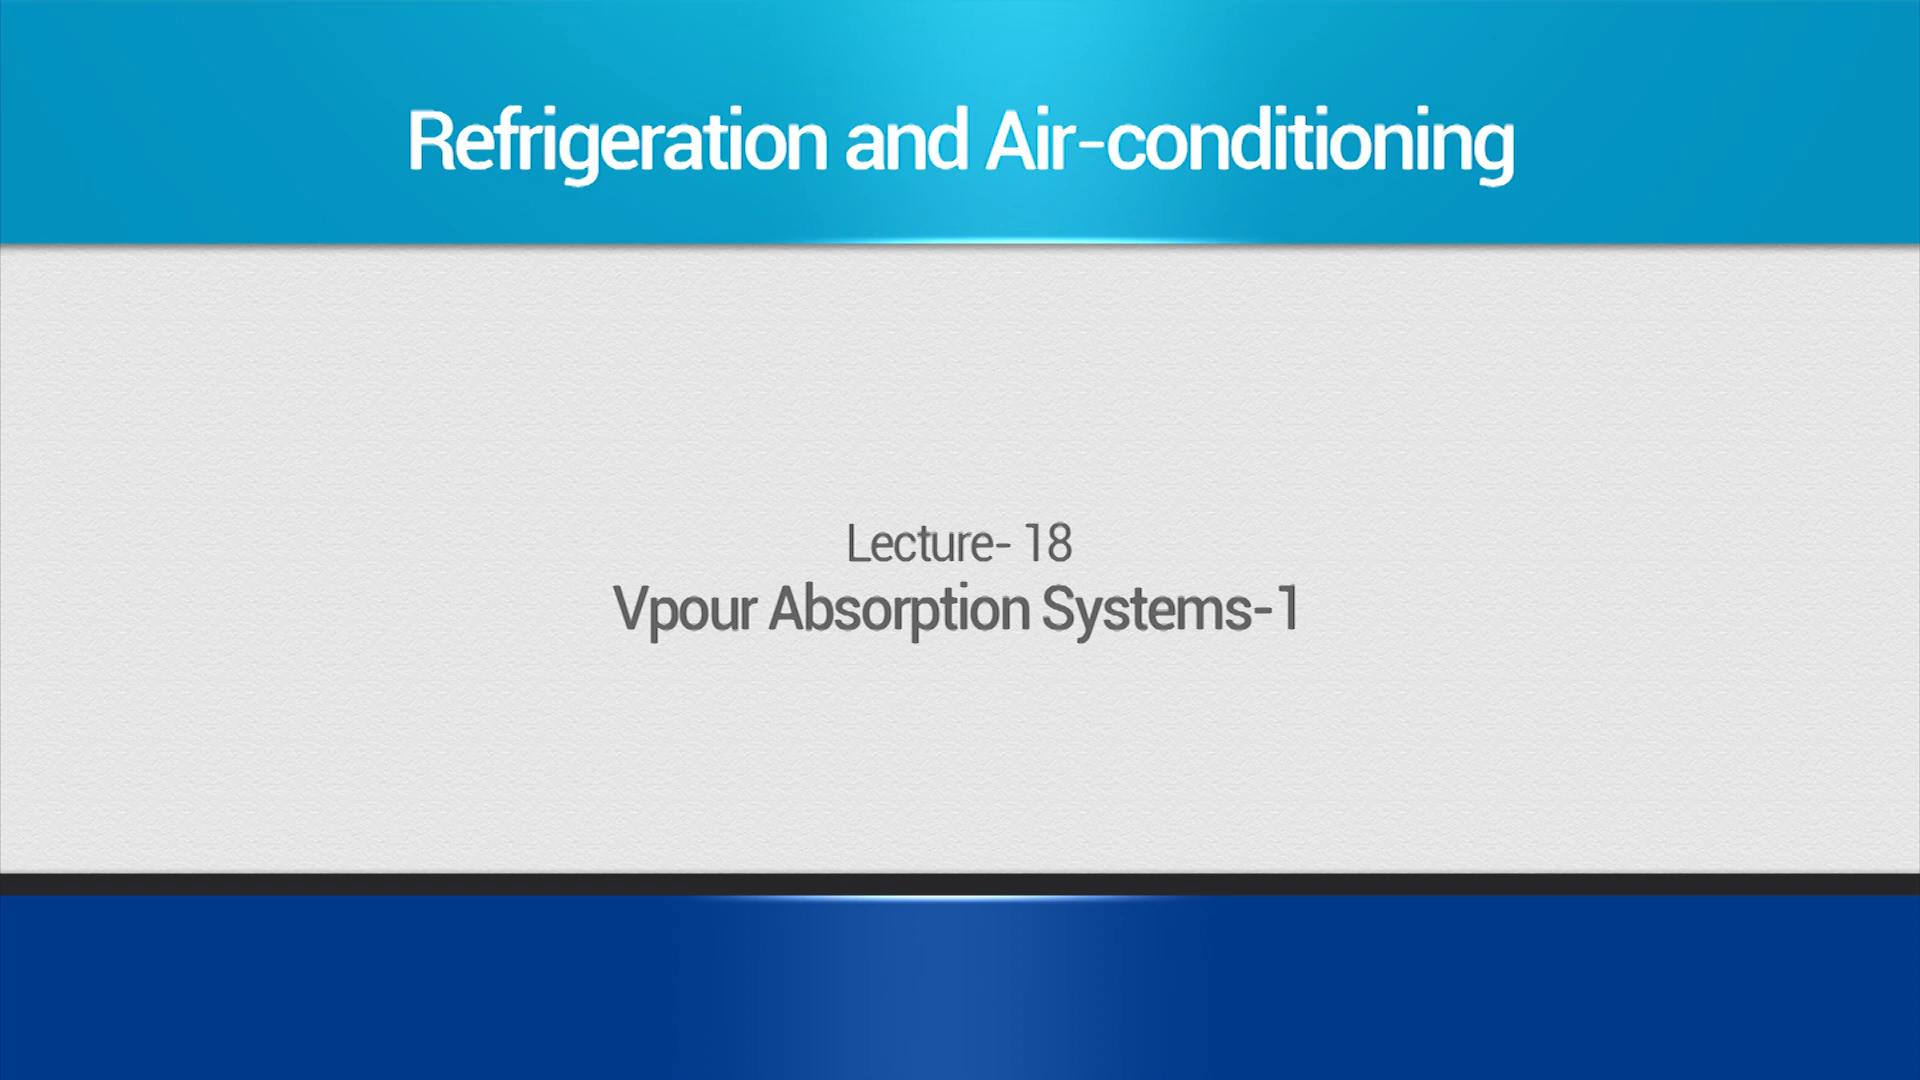 Refrigeration and Air-conditioning
Lecture- 18
Vpour Absorption Systems-1